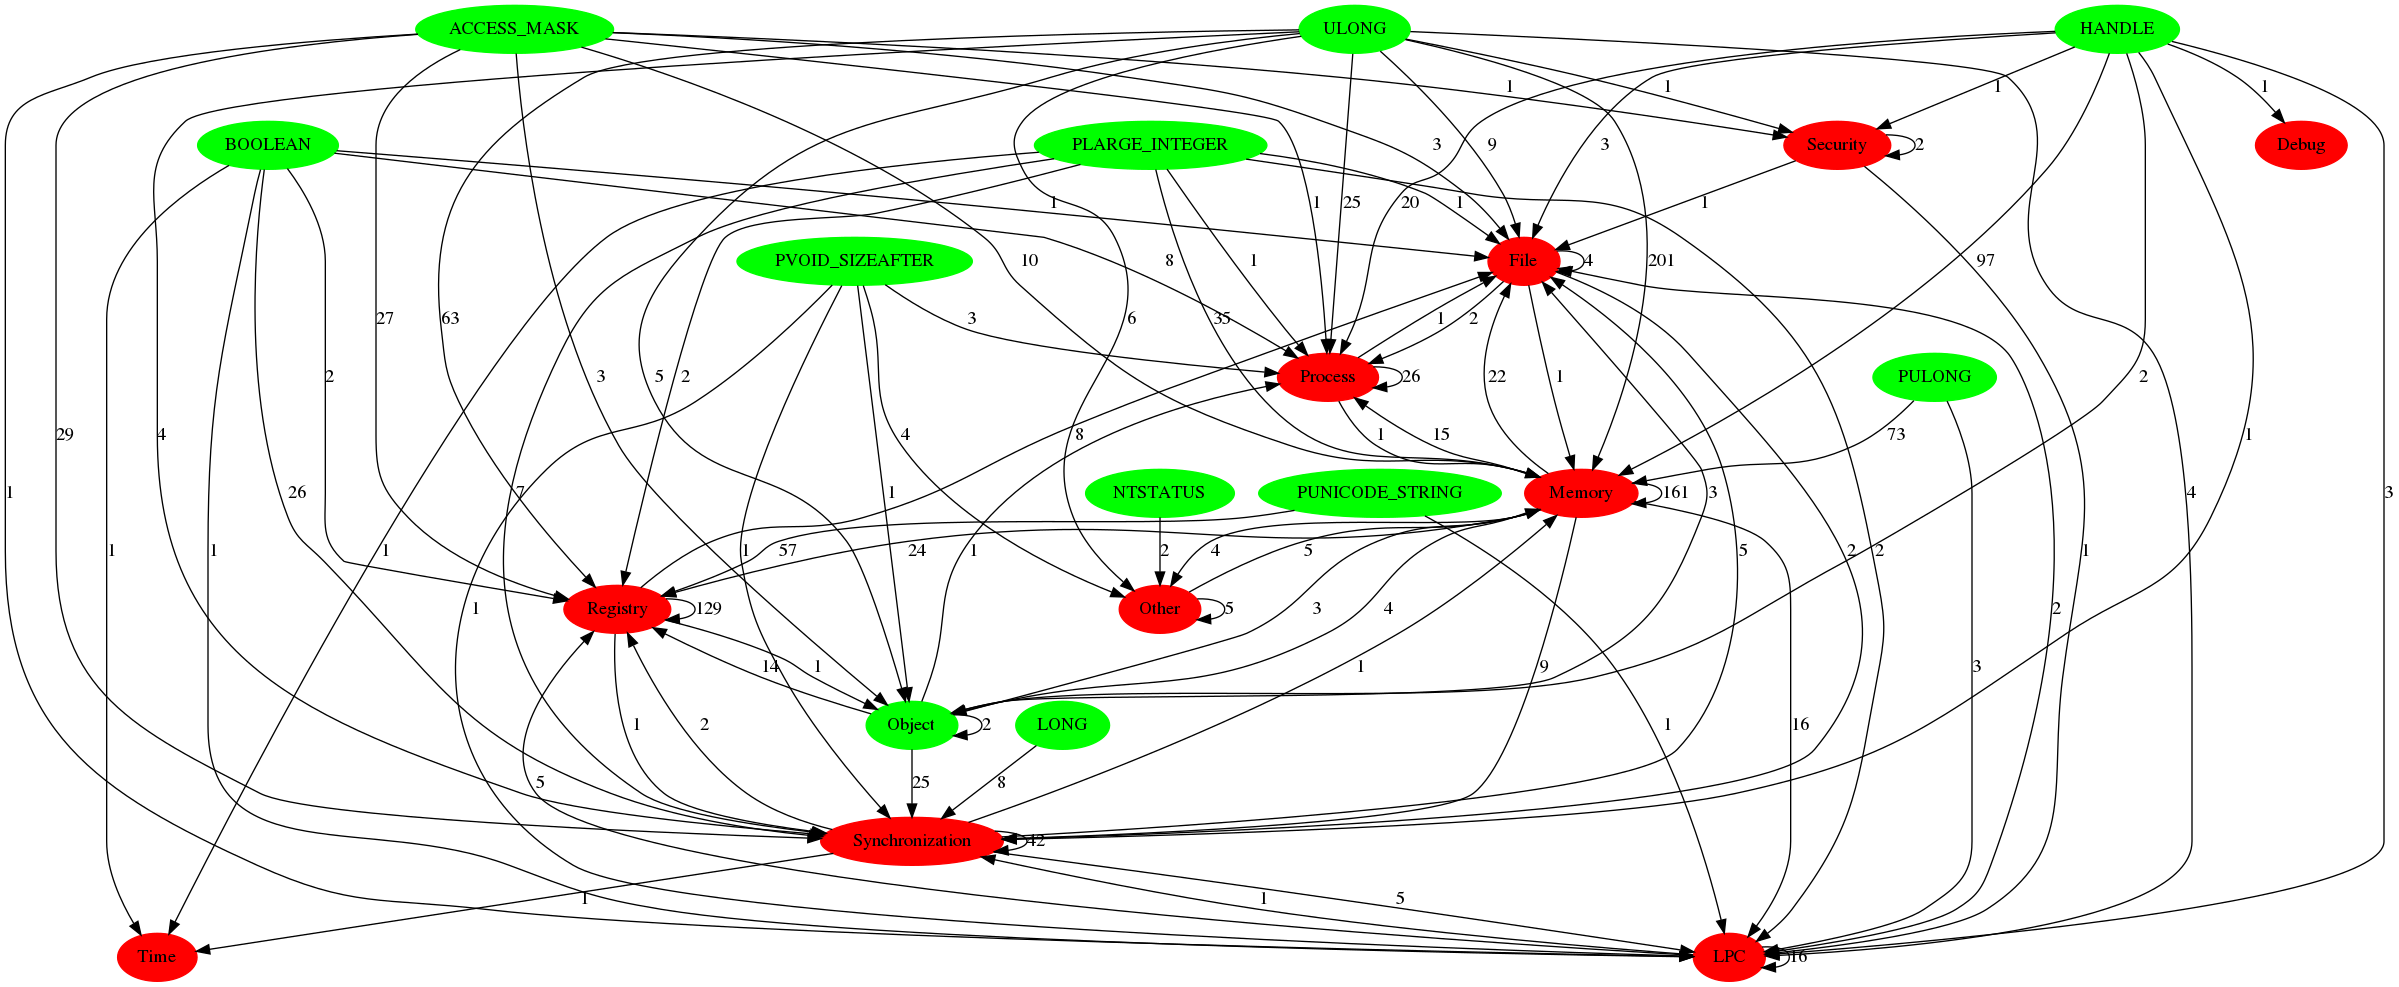 ACCESS_MASK ULONG HANDLE
1 1 1 1
BOOLEAN PLARGE_INTEGER 3 9 3 Security 2 Debug
1 1 25 20 1 1
PVOID_SIZEAFTER 10 8 1 35 File 4 201 97
27 63 3 6 1 2
2 3 5 2 Process 26 1 PULONG 2
29 4 4 8 1 15 22 73 1
1 26 7 1 NTSTATUS PUNICODE_STRING Memory 161 3 4 3
1 1 1 1 57 24 2 4 5 5 2 2 1
Registry 129 Other 5 3 4 2
1 1 14 1 1 9 3
2 Object 2 LONG 1 16
5 1 25 8
Synchronization 42
1 1 5
Time LPC 16